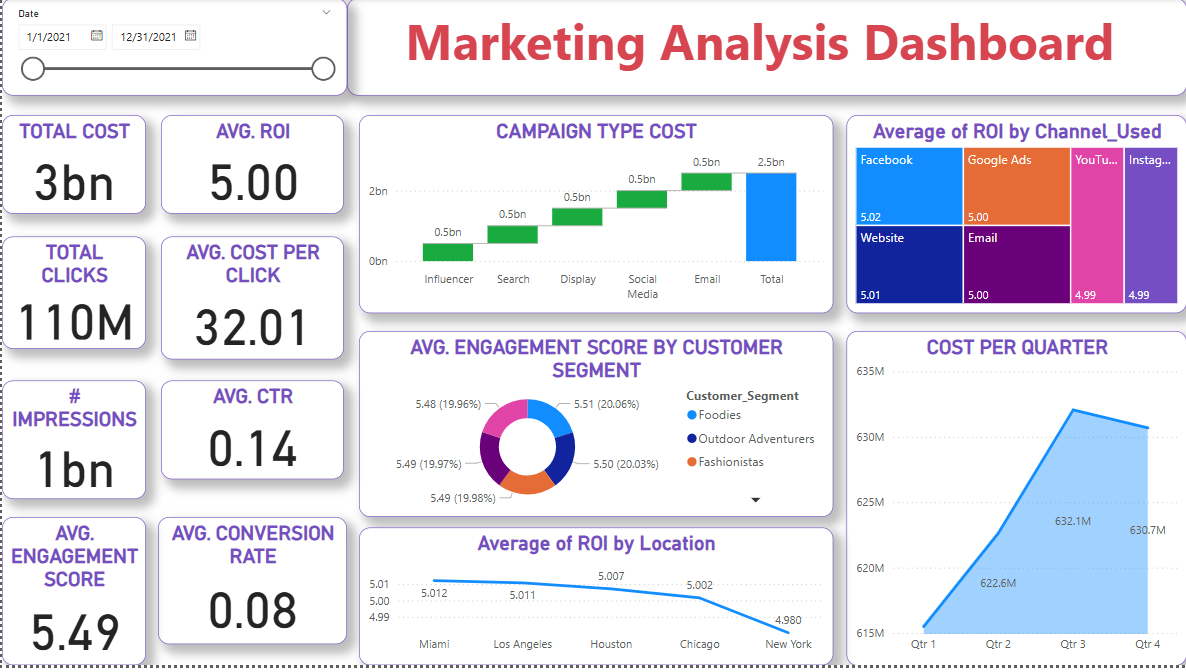 Date
1/1/2021
12/31/2021
Marketing Analysis Dashboard
TOTAL COST
3bn
AVG. ROI
5.00
TOTAL
CLICKS
110M
AVG. COST PER
CLICK
32.01
#
IMPRESSIONS
1bn
AVG. CTR
0.14
AVG.
ENGAGEMENT
SCORE
5.49
AVG. CONVERSION
RATE
0.08
CAMPAIGN TYPE COST
0.5bn
0.5bn
0.5bn
0.5bn
0.5bn
2.5bn
2bn
0bn
Influencer
Search
Display
Social
Media
Email
Total
Average of ROI by Channel_Used
Facebook
5.02
Google Ads
5.00
YouTu...
4.99
Instag...
4.99
Website
5.01
Email
5.00
AVG. ENGAGEMENT SCORE BY CUSTOMER
SEGMENT
5.48 (19.96%)
5.51 (20.06%)
5.49 (19.97%)
5.50 (20.03%)
5.49 (19.98%)
Customer_Segment
Foodies
Outdoor Adventurers
Fashionistas
Average of ROI by Location
5.01
5.00
4.99
5.012
5.011
5.007
5.002
4.980
Miami
Los Angeles
Houston
Chicago
New York
COST PER QUARTER
635M
630M
625M
620M
615M
622.6M
632.1M
630.7M
Qtr 1
Qtr 2
Qtr 3
Qtr 4